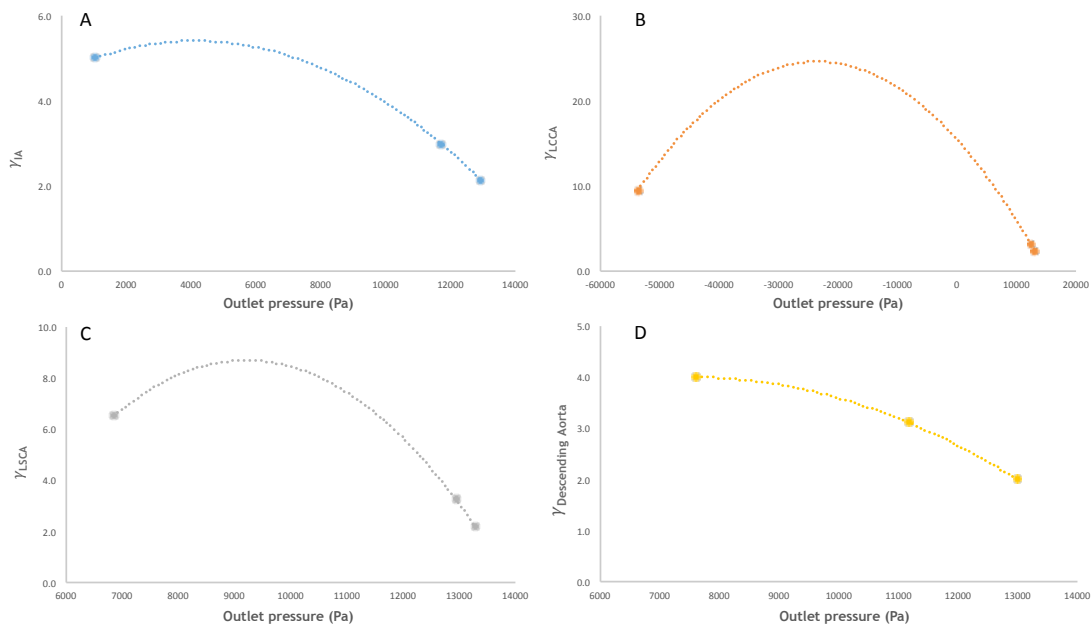 A
6.0
4.0
2.0
0.0
γIA
0 2000 4000 6000 8000 10000 12000 14000
Outlet pressure (Pa)
B
30.0
20.0
10.0
0.0
γLCCA
-60000 -50000 -40000 -30000 -20000 -10000 0 10000 20000
Outlet pressure (Pa)
C
10.0
8.0
6.0
4.0
2.0
0.0
γLSCA
6000 7000 8000 9000 10000 11000 12000 13000 14000
Outlet pressure (Pa)
D
5.0
4.0
3.0
2.0
1.0
0.0
γDescending Aorta
6000 7000 8000 9000 10000 11000 12000 13000 14000
Outlet pressure (Pa)